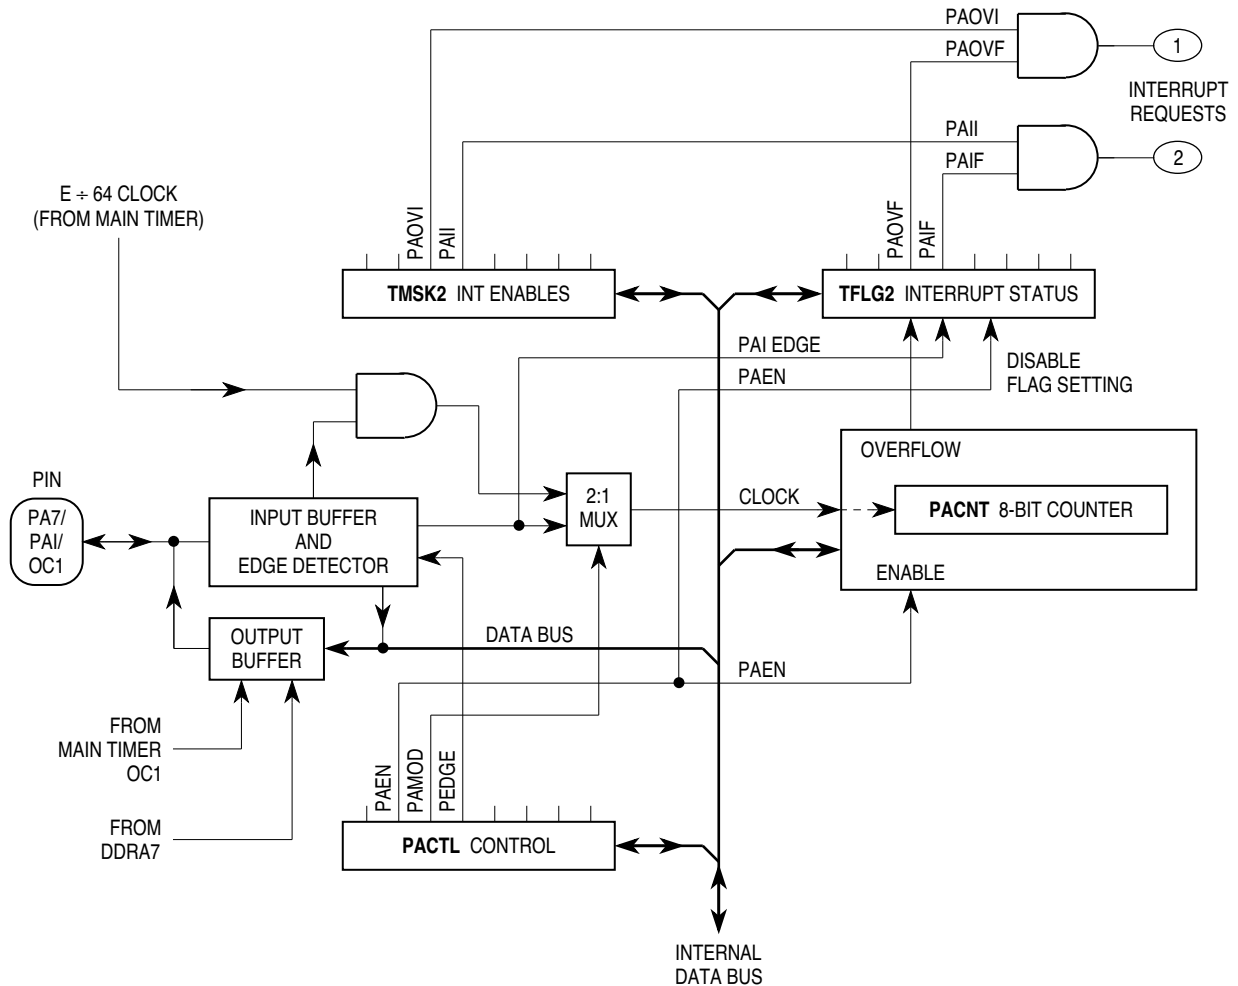 PAOVI
1
PAOVF
INTERRUPT
REQUESTS
PAII
2
PAIF
E ÷ 64 CLOCK
(FROM MAIN TIMER)
PAOVI
PAII
PAOVF
PAIF
TMSK2 INT ENABLES
TFLG2 INTERRUPT STATUS
PAI EDGE
DISABLE
FLAG SETTING
PAEN
OVERFLOW
PIN
2:1
MUX
CLOCK
PACNT 8-BIT COUNTER
PA7/
PAI/
OC1
INPUT BUFFER
AND
EDGE DETECTOR
ENABLE
OUTPUT
BUFFER
DATA BUS
PAEN
FROM
MAIN TIMER
OC1
PAEN
PAMOD
PEDGE
FROM
DDRA7
PACTL CONTROL
INTERNAL
DATA BUS